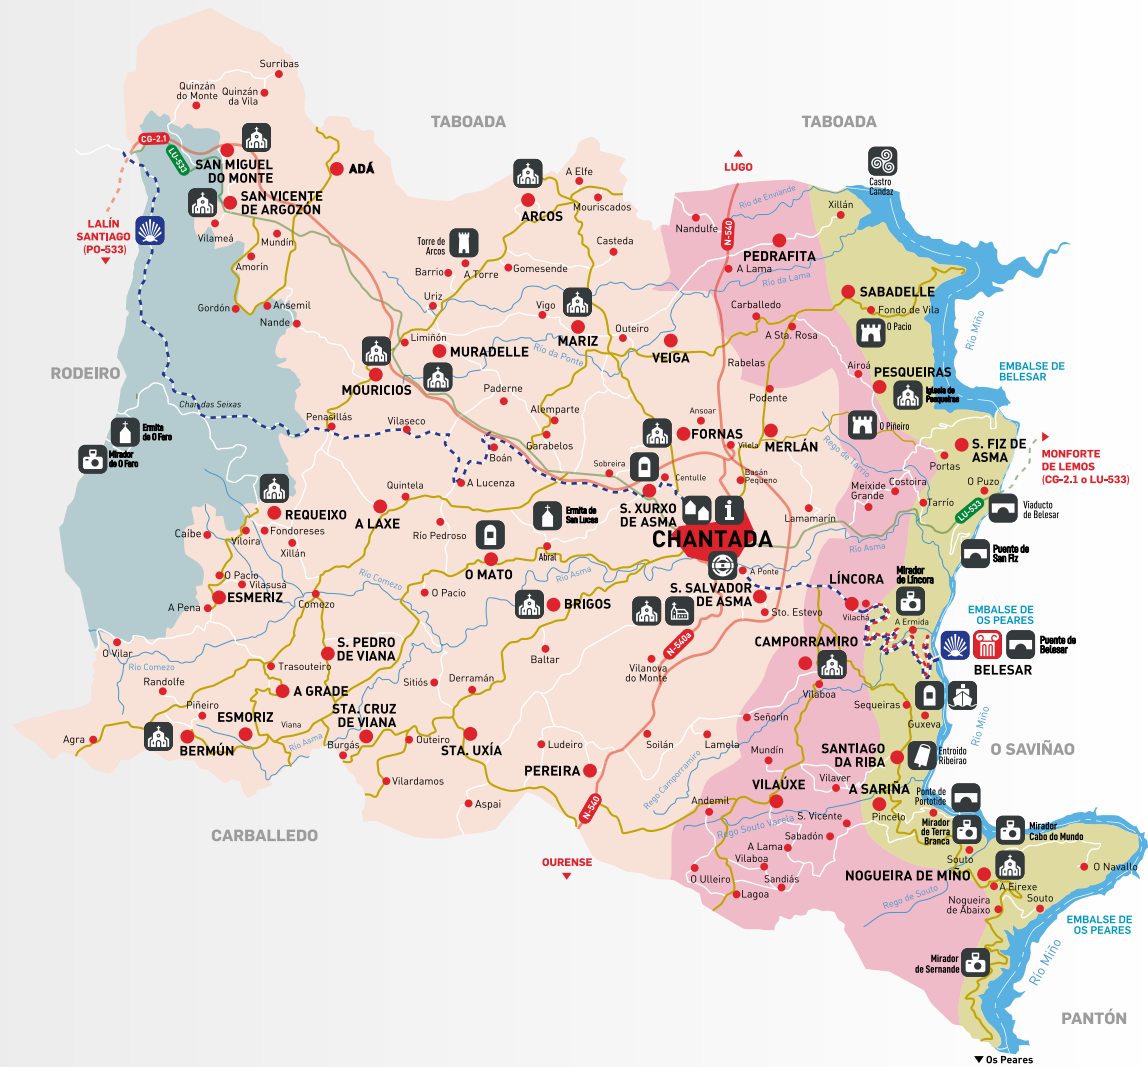 Surribas
Quinzán
do Monte
Quinzán
da Vila
TABOADA
TABOADA
CG-2.1
LU-533
SAN MIGUEL
DO MONTE
ADÁ
LUGO
Castro
Candaz
A Elfe
Mouriscados
ARCOS
Río de Enviande
Xillán
SAN VICENTE
DE ARGOZÓN
LALÍN
SANTIAGO
(PO-533)
Vilameá
Mundín
Amorín
Nandulfe
N-540
PEDRAFITA
A Lama
Río da Lama
Torre de
Arcos
Casteda
Barrio
A Torre
Gomesende
Uriz
Vigo
Gordón
Ansemil
Nande
Carballedo
SABADELLE
Fondo de Vila
O Pacio
Río Miño
Limiñón
MURADELLE
MARIZ
Outeiro
VEIGA
A Sta. Rosa
Río da Ponte
RODEIRO
MOURICIOS
Rabelas
Airoá
PESQUEIRAS
EMBALSE DE
BELESAR
Iglesia de
Pesqueiras
Chan das Seixas
Paderne
Podente
Penasillás
Vilaseco
Alemparte
Garabelos
Ansoar
FORNAS
Vilela
MERLÁN
O Piñeiro
Ermita
de O Faro
Mirador
de O Faro
S. FIZ DE
ASMA
Portas
MONFORTE
DE LEMOS
(CG-2.1 o LU-533)
Boán
Sobreira
Centulle
Basán
Pequeno
Rego de Tarrío
A Lucenza
Quintela
Meixide
Grande
Costoira
O Puzo
Tarrío
LU-533
Viaducto
de Belesar
REQUEIXO
A LAXE
Ermita de
San Lucas
S. XURXO
DE ASMA
CHANTADA
Lamamarín
Caíbe
Viloira
Fondoreses
Xillán
Río Pedroso
Abral
O MATO
Río Asma
Río Asma
Puente de
San Fiz
A Ponte
LÍNCORA
Mirador
de Líncora
O Pacio
Vilasusá
ESMERIZ
A Pena
Río Comezo
Comezo
O Pacio
BRIGOS
S. SALVADOR
DE ASMA
Sto. Estevo
Vilachá
A Ermida
EMBALSE DE
OS PEARES
Puente de
Belesar
BELESAR
N-540a
CAMPORRAMIRO
O Vilar
Río Comezo
S. PEDRO
DE VIANA
Trasouteiro
Baltar
Vilanova
do Monte
Randolfe
A GRADE
Sitiós
Derramán
Vilaboa
Sequeiras
Guxeva
Piñeiro
ESMORIZ
STA. CRUZ
DE VIANA
Viana
Señorín
Río Miño
O SAVIÑAO
Agra
BERMÚN
Río Asma
Burgás
Outeiro
STA. UXÍA
Ludeiro
Soilán
Lamela
Mundín
SANTIAGO
DA RIBA
Entroido
Ribeirao
PEREIRA
Vilardamos
Rego Camporramiro
VILAÚXE
Vilaver
A SARIÑA
Ponte de
Portotide
Aspai
N-540
Andemil
Pincelo
Mirador
de Terra
Branca
Mirador
Cabo do Mundo
CARBALLEDO
Rego Souto Varela
S. Vicente
Sabadón
A Lama
Vilaboa
Souto
OURENSE
O Ulleiro
Sandiás
Lagoa
NOGUEIRA DE MIÑO
A Eirexe
O Navallo
Rego de Souto
Nogueira
de Abaixo
Souto
EMBALSE DE
OS PEARES
Mirador
de Sernande
Río Miño
PANTÓN
Os Peares